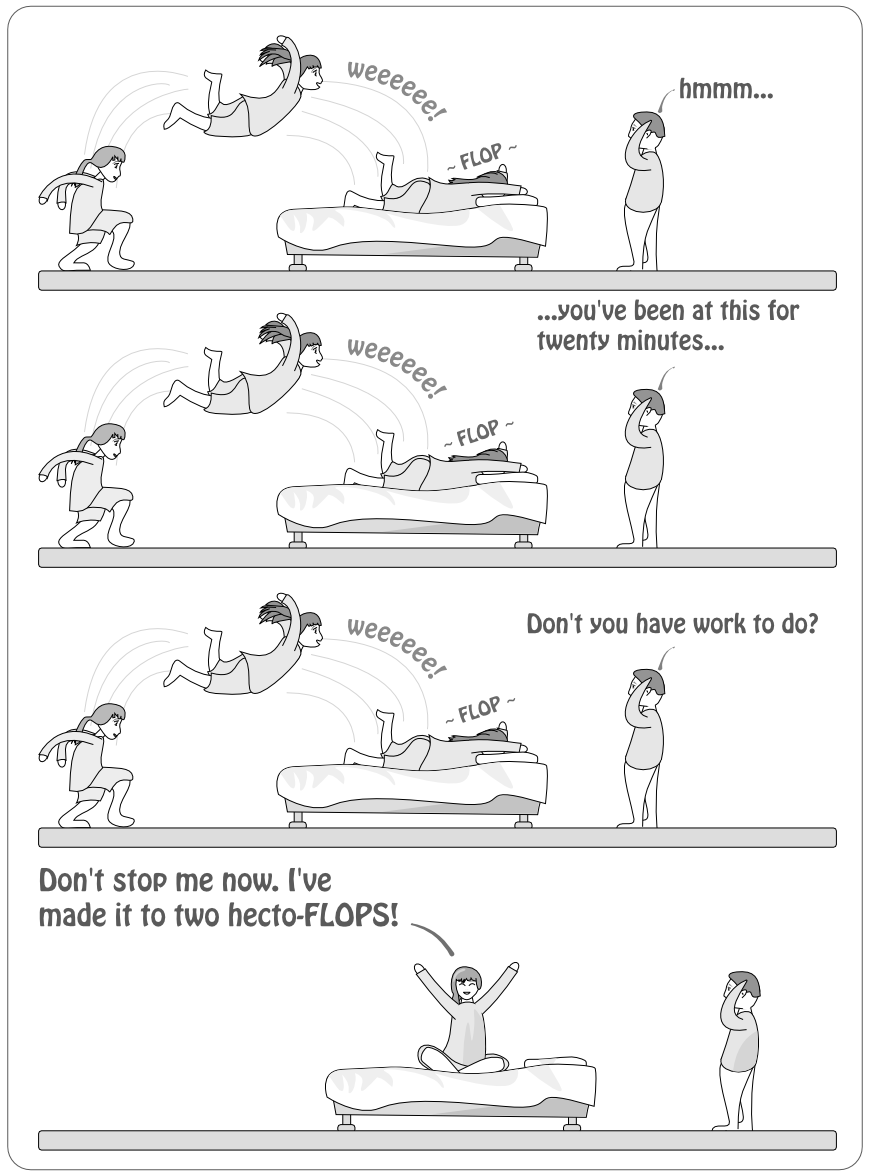 weeeeee!
hmmm...
~ FLOP ~
...you've been at this for
twenty minutes...
weeeeee!
~ FLOP ~
Don't you have work to do?
weeeeee!
~ FLOP ~
Don't stop me now. I've
made it to two hecto-FLOPS!